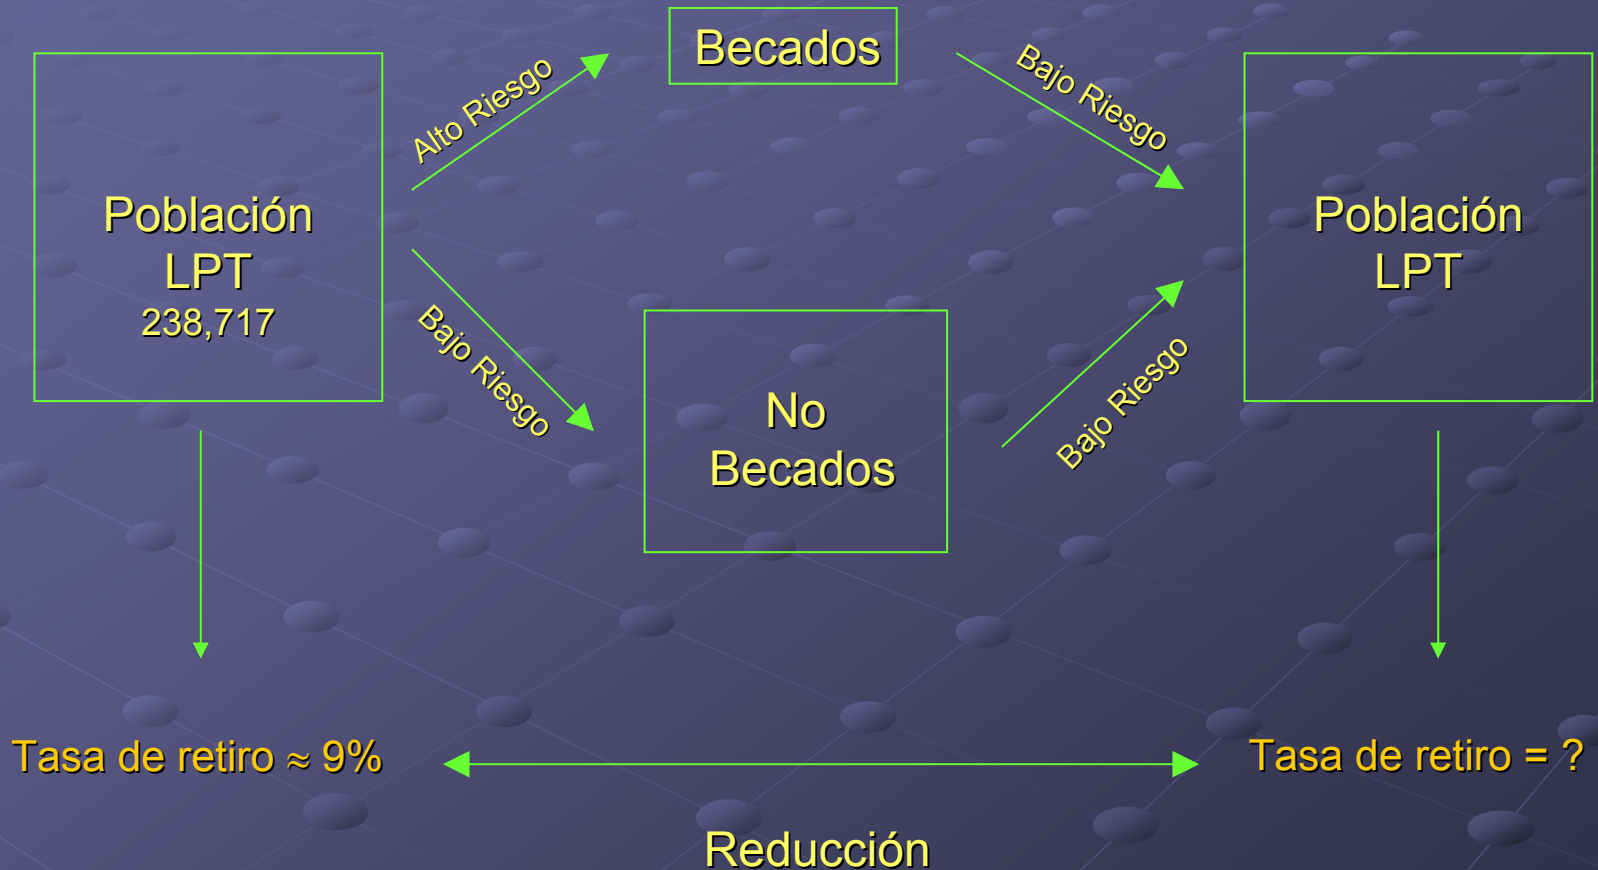 Becados
Alto Riesgo
Bajo Riesgo
Población
LPT
238,717
Población
LPT
Bajo Riesgo
No
Becados
Bajo Riesgo
Tasa de retiro ≈ 9%
Tasa de retiro = ?
Reducción